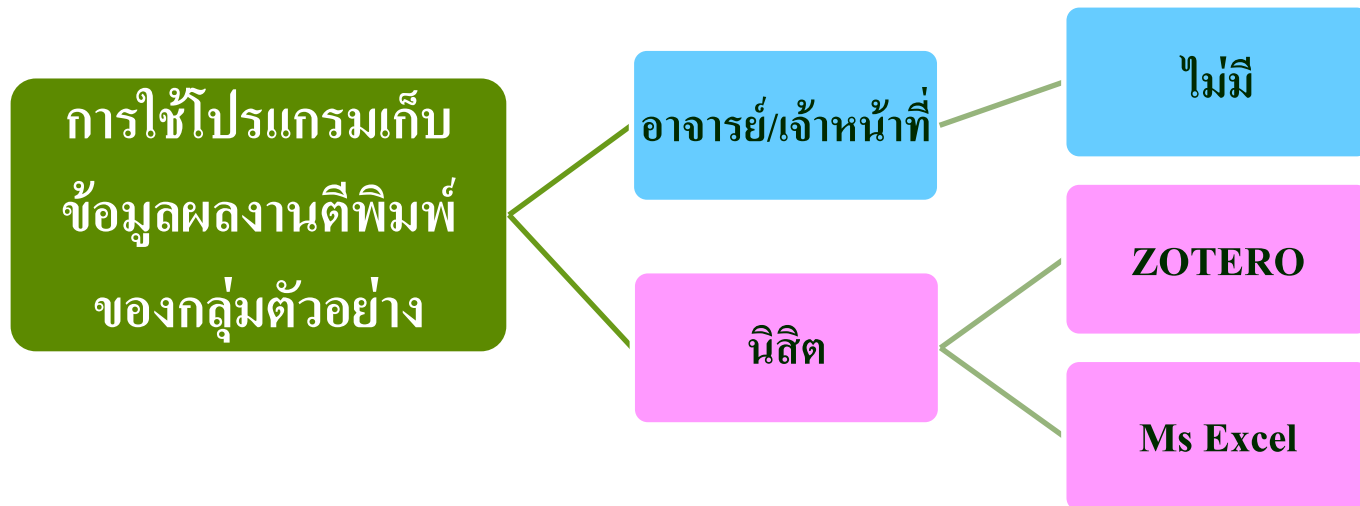 การใช้โปรแกรมเก็บ
ข้อมูลผลงานตีพิมพ์
ของกลุ่มตัวอย่าง
อาจารย์/เจ้าหน้าที่
ไม่มี
นิสิต
ZOTERO
Ms Excel